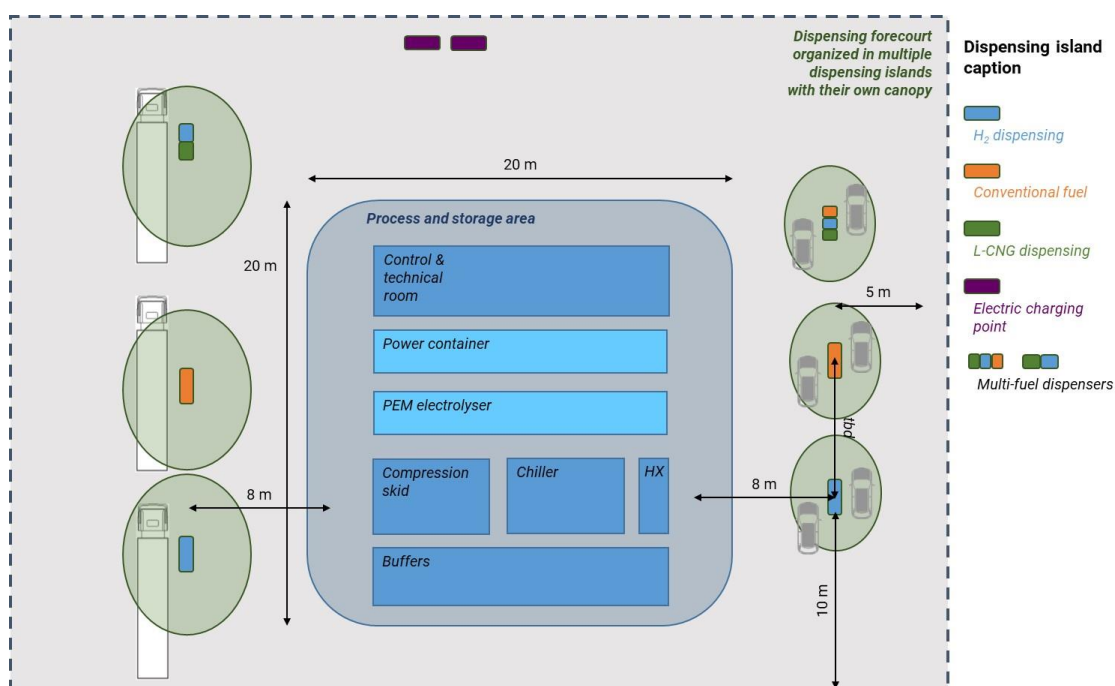 Dispensing forecourt
organized in multiple
dispensing islands
with their own canopy
Dispensing island
caption
H₂ dispensing
Conventional fuel
L-CNG dispensing
Electric charging
point
Multi-fuel dispensers
20 m
20 m
Process and storage area
Control &
technical
room
Power container
PEM electrolyser
Compression
skid
Chiller
HX
Buffers
8 m
8 m
5 m
tbd
10 m